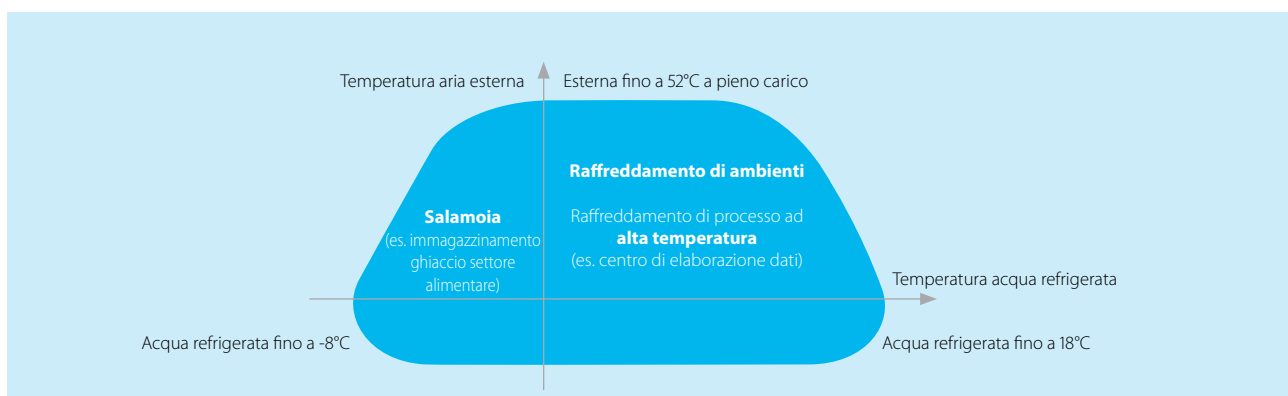 Temperatura aria esterna
Esterna fino a 52°C a pieno carico
Raffreddamento di ambienti
Salamoia
(es. immagazzinamento
ghiaccio settore
alimentare)
Raffreddamento di processo ad
alta temperatura
(es. centro di elaborazione dati)
Temperatura acqua refrigerata
Acqua refrigerata fino a -8°C
Acqua refrigerata fino a 18°C